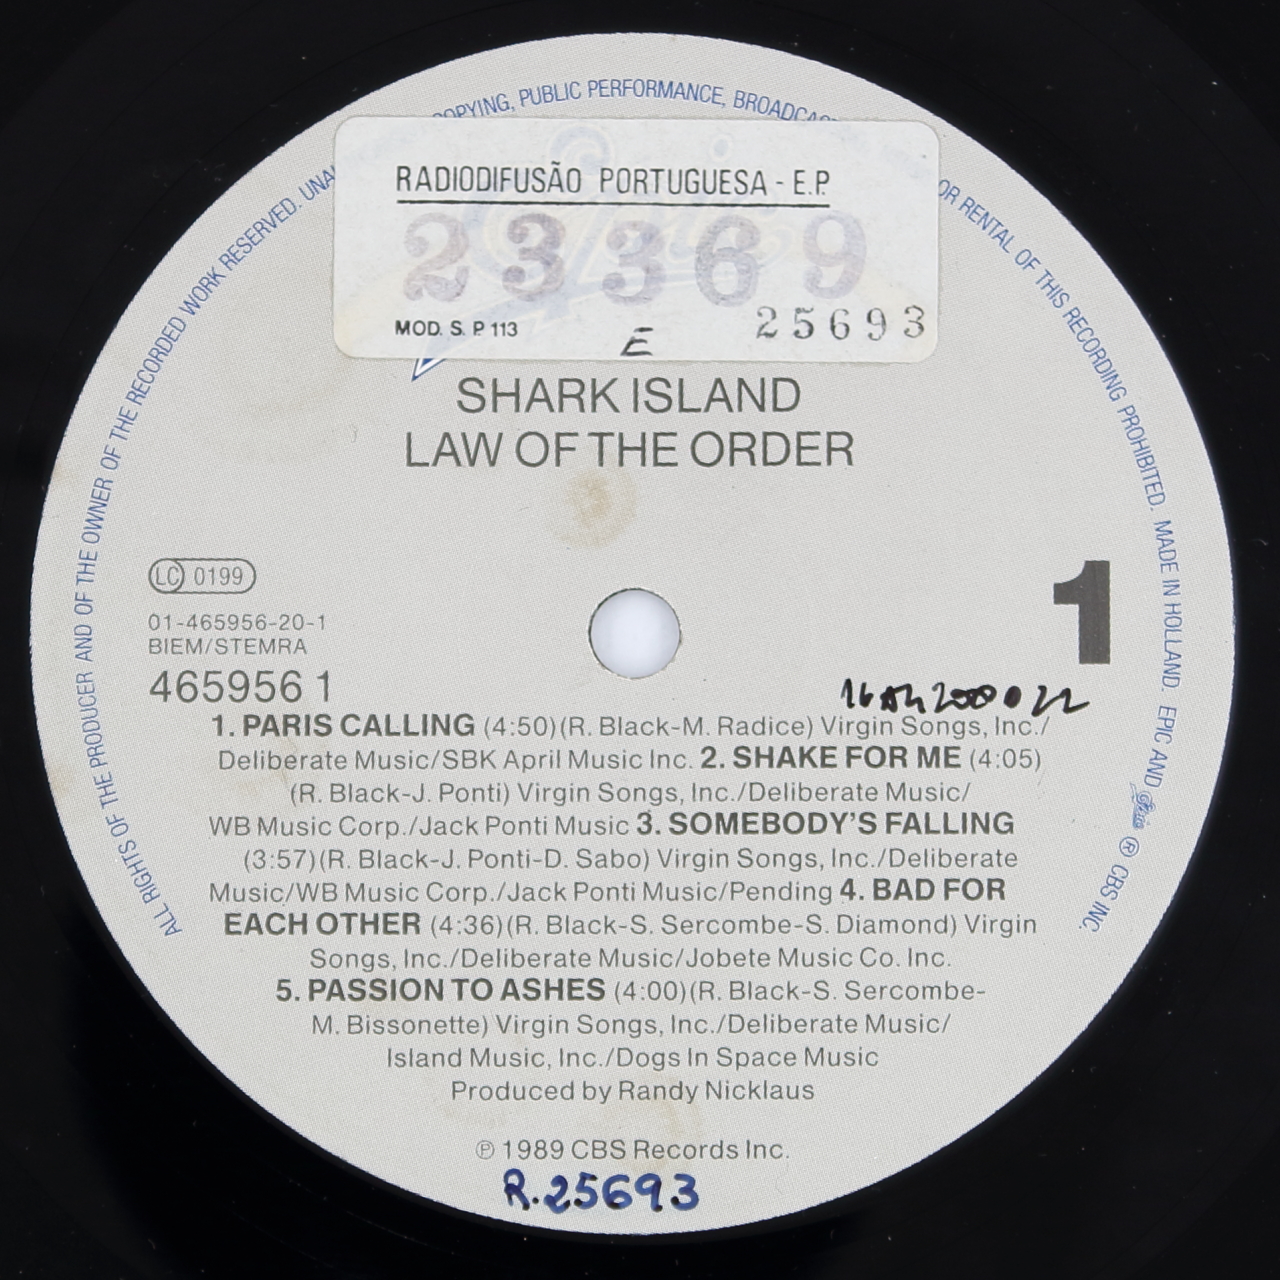 ALL RIGHTS OF THE PRODUCER AND OF THE OWNER OF THE RECORDED WORK RESERVED. UNA
COPYING, PUBLIC PERFORMANCE, BROADCAS
OR RENTAL OF THIS RECORDING PROHIBITED. MADE IN HOLLAND. EPIC AND Epic ® CBS INC.
RADIODIFUSÃO PORTUGUESA - E.P.
23369
MOD. S. P. 113
E
25693
SHARK ISLAND
LAW OF THE ORDER
LC 0199
01-465956-20-1
BIEM/STEMRA
465956 1
1
1. PARIS CALLING (4:50)(R. Black-M. Radice) Virgin Songs, Inc./
Deliberate Music/SBK April Music Inc. 2. SHAKE FOR ME (4:05)
(R. Black-J. Ponti) Virgin Songs, Inc./Deliberate Music/
WB Music Corp./Jack Ponti Music 3. SOMEBODY'S FALLING
(3:57)(R. Black-J. Ponti-D. Sabo) Virgin Songs, Inc./Deliberate
Music/WB Music Corp./Jack Ponti Music/Pending 4. BAD FOR
EACH OTHER (4:36)(R. Black-S. Sercombe-S. Diamond) Virgin
Songs, Inc./Deliberate Music/Jobete Music Co. Inc.
5. PASSION TO ASHES (4:00)(R. Black-S. Sercombe-
M. Bissonette) Virgin Songs, Inc./Deliberate Music/
Island Music, Inc./Dogs In Space Music
Produced by Randy Nicklaus
℗ 1989 CBS Records Inc.
R.25693